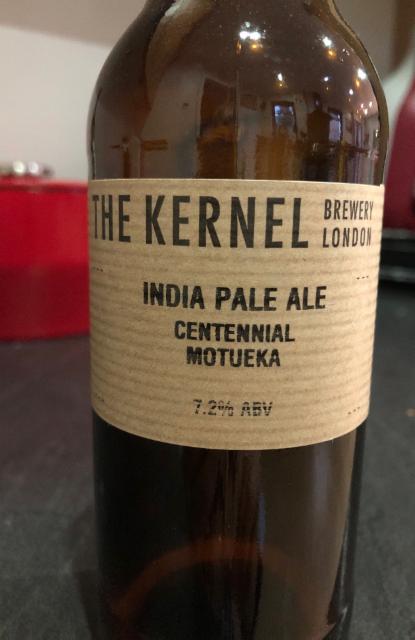 THE KERNEL BREWERY LONDON
INDIA PALE ALE
CENTENNIAL
MOTUEKA
7.2% ABV